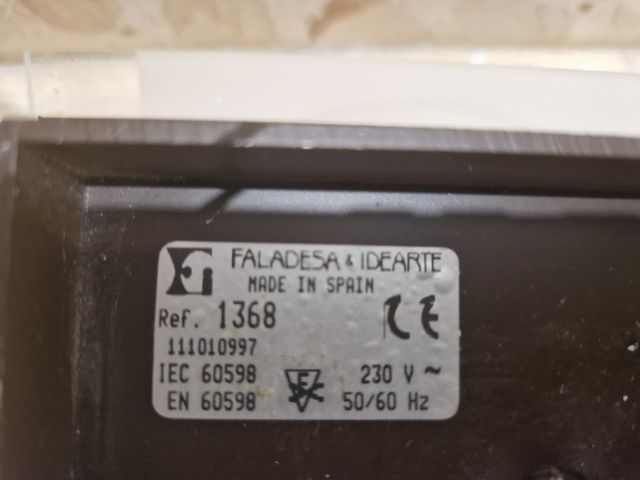 FALADESA & IDEARTE
MADE IN SPAIN
Ref. 1368
CE
111010997
IEC 60598
230 V ~
EN 60598
F
50/60 Hz